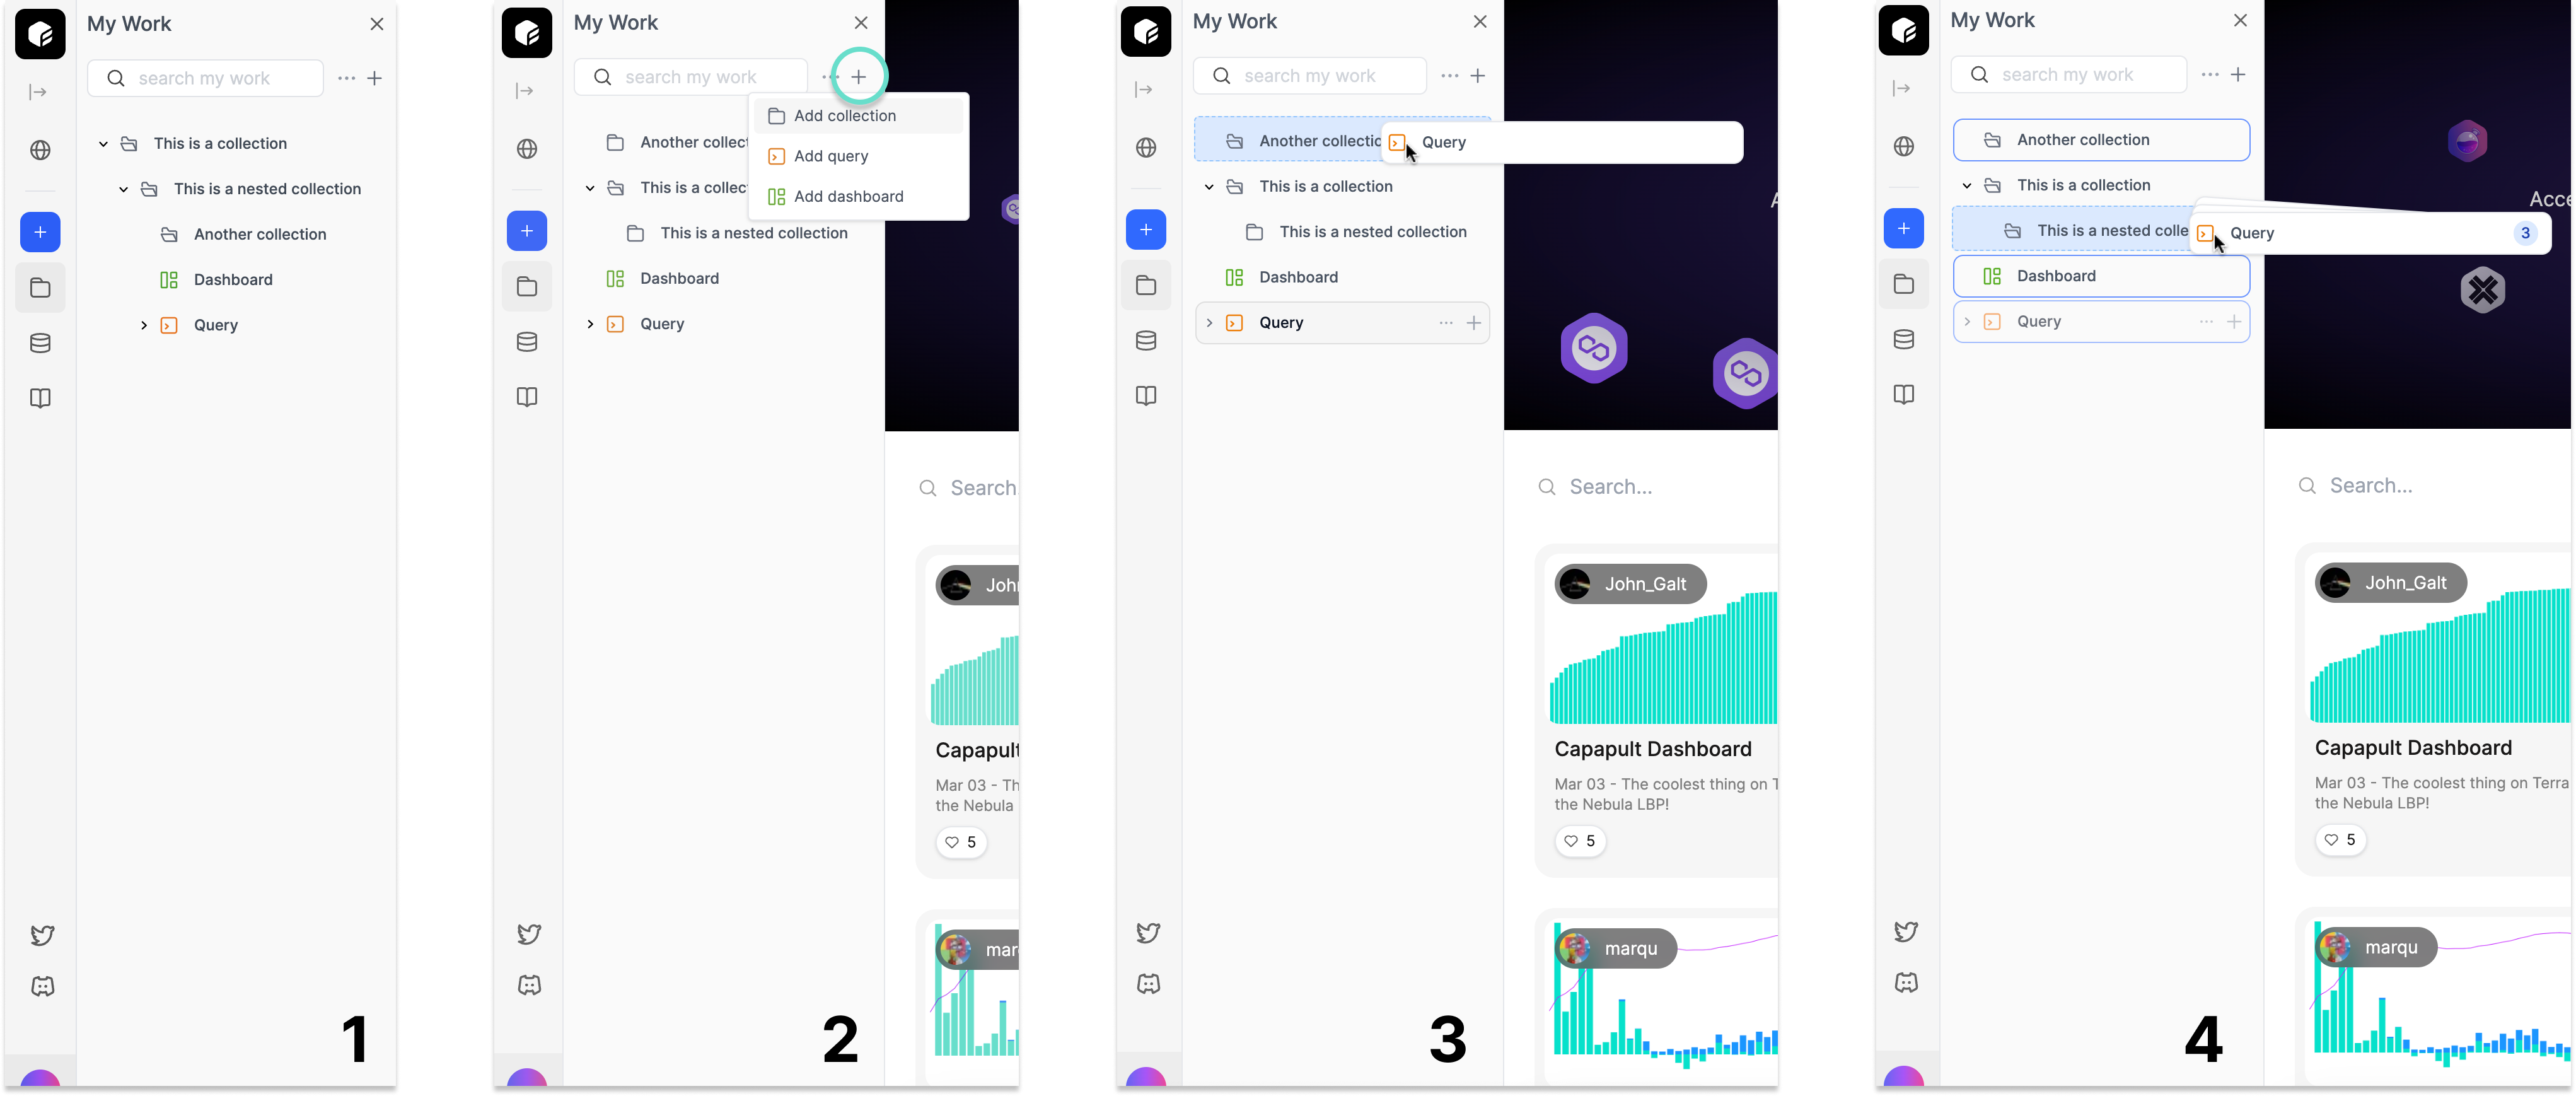 My Work
search my work
This is a collection
This is a nested collection
Another collection
Dashboard
Query
1
My Work
search my work
Add collection
Add query
Add dashboard
Another collec
This is a collec
This is a nested collection
Dashboard
Query
Search
Joh
Capapult
Mar 03 - Th
the Nebula
5
mar
2
My Work
search my work
Another collectio
Query
This is a collection
This is a nested collection
Dashboard
Query
Search...
John_Galt
Capapult Dashboard
Mar 03 - The coolest thing on T
the Nebula LBP!
5
marqu
3
My Work
search my work
Another collection
This is a collection
Acce
This is a nested colle
Query
3
Dashboard
Query
Search...
John_Galt
Capapult Dashboard
Mar 03 - The coolest thing on Terra
the Nebula LBP!
5
marqu
4